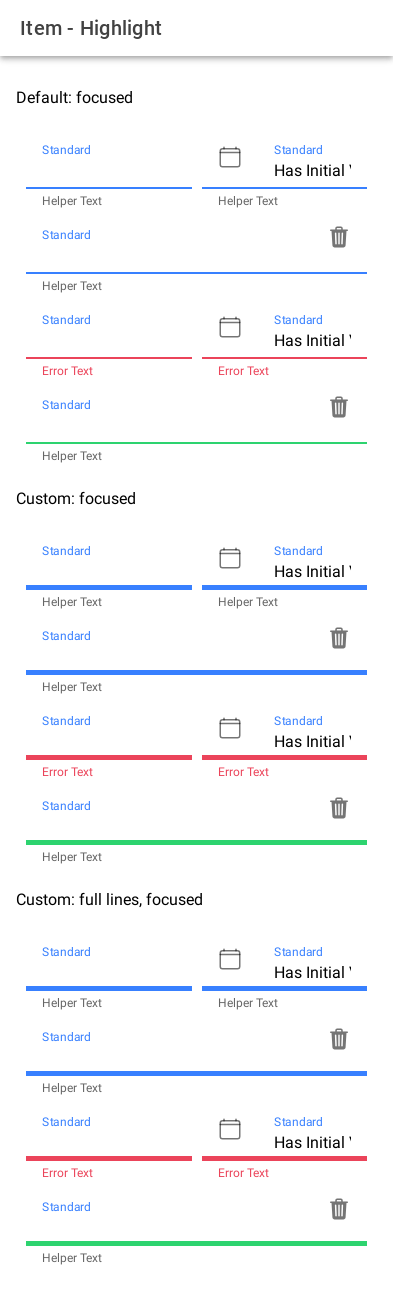 Item - Highlight
Default: focused
Standard
Standard
Has Initial
Helper Text
Helper Text
Standard
Helper Text
Standard
Standard
Has Initial
Error Text
Error Text
Standard
Helper Text
Custom: focused
Standard
Standard
Has Initial
Helper Text
Helper Text
Standard
Helper Text
Standard
Standard
Has Initial
Error Text
Error Text
Standard
Helper Text
Custom: full lines, focused
Standard
Standard
Has Initial
Helper Text
Helper Text
Standard
Helper Text
Standard
Standard
Has Initial
Error Text
Error Text
Standard
Helper Text